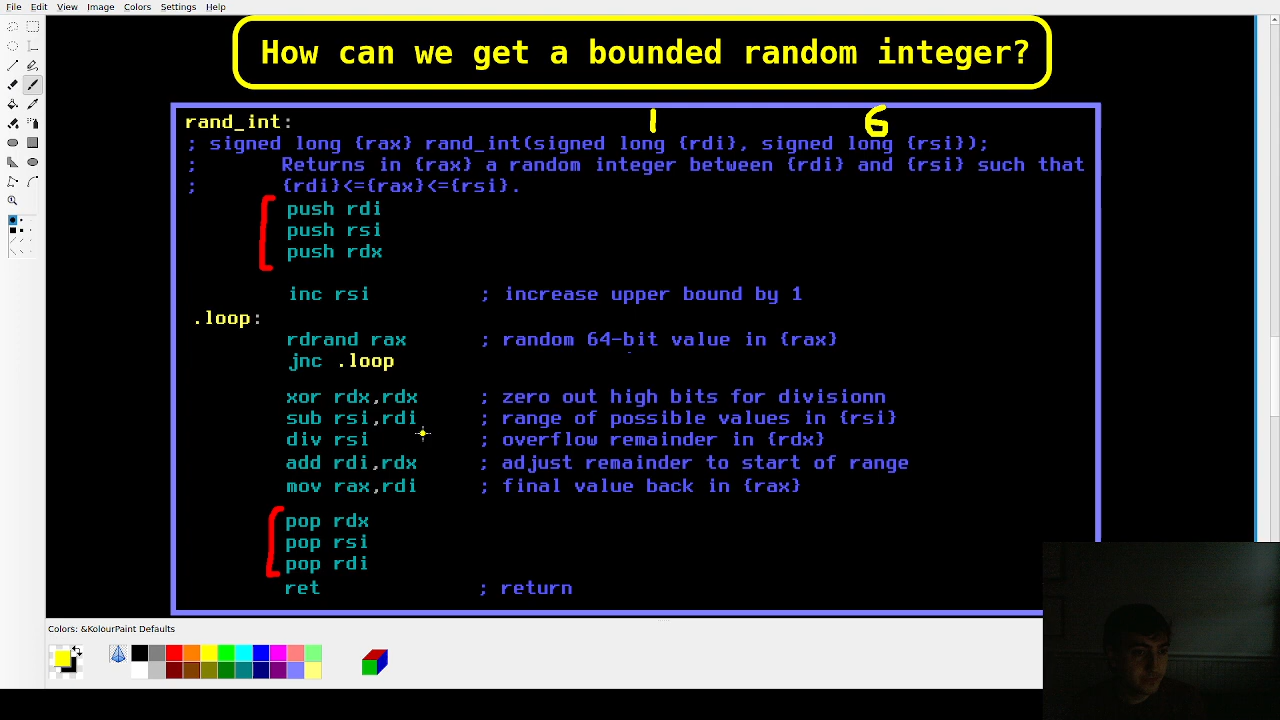 File Edit View Image Colors Settings Help
How can we get a bounded random integer?
1 6
rand_int:
; signed long {rax} rand_int(signed long {rdi}, signed long {rsi});
; Returns in {rax} a random integer between {rdi} and {rsi} such that
; {rdi}<={rax}<={rsi}.
push rdi
push rsi
push rdx
inc rsi ; increase upper bound by 1
.loop:
rdrand rax ; random 64-bit value in {rax}
jnc .loop
xor rdx,rdx ; zero out high bits for divisionn
sub rsi,rdi ; range of possible values in {rsi}
div rsi ; overflow remainder in {rdx}
add rdi,rdx ; adjust remainder to start of range
mov rax,rdi ; final value back in {rax}
pop rdx
pop rsi
pop rdi
ret ; return
Colors: &KolourPaint Defaults